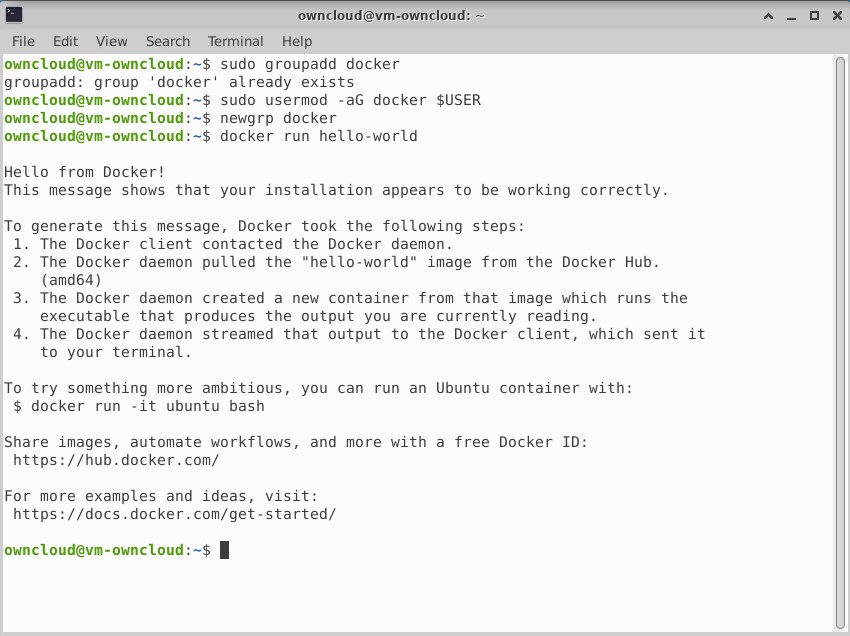 owncloud@vm-owncloud: ~
File Edit View Search Terminal Help
owncloud@vm-owncloud:~$ sudo groupadd docker
groupadd: group 'docker' already exists
owncloud@vm-owncloud:~$ sudo usermod -aG docker $USER
owncloud@vm-owncloud:~$ newgrp docker
owncloud@vm-owncloud:~$ docker run hello-world
Hello from Docker!
This message shows that your installation appears to be working correctly.
To generate this message, Docker took the following steps:
1. The Docker client contacted the Docker daemon.
2. The Docker daemon pulled the "hello-world" image from the Docker Hub.
(amd64)
3. The Docker daemon created a new container from that image which runs the
executable that produces the output you are currently reading.
4. The Docker daemon streamed that output to the Docker client, which sent it
to your terminal.
To try something more ambitious, you can run an Ubuntu container with:
$ docker run -it ubuntu bash
Share images, automate workflows, and more with a free Docker ID:
https://hub.docker.com/
For more examples and ideas, visit:
https://docs.docker.com/get-started/
owncloud@vm-owncloud:~$